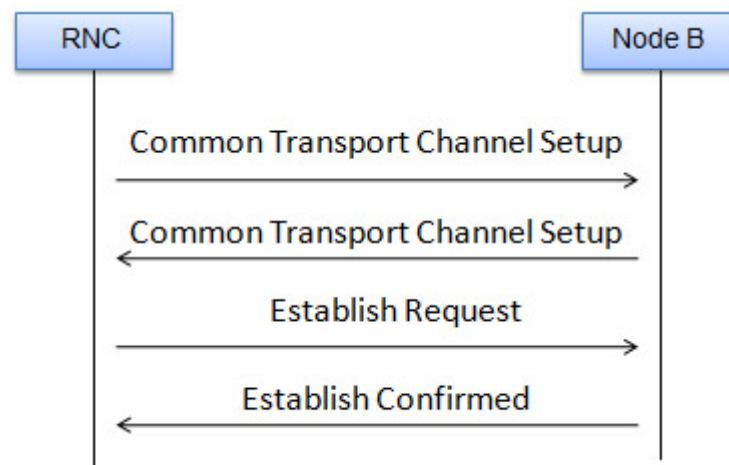 RNC
Node B
Common Transport Channel Setup
Common Transport Channel Setup
Establish Request
Establish Confirmed